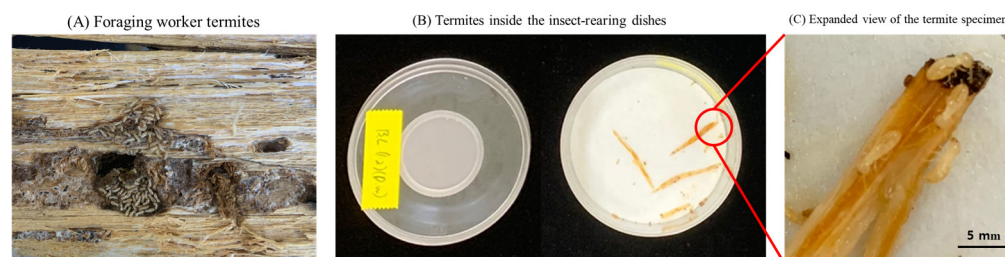 (A) Foraging worker termites
(B) Termites inside the insect-rearing dishes
(C) Expanded view of the termite specimen
5 mm